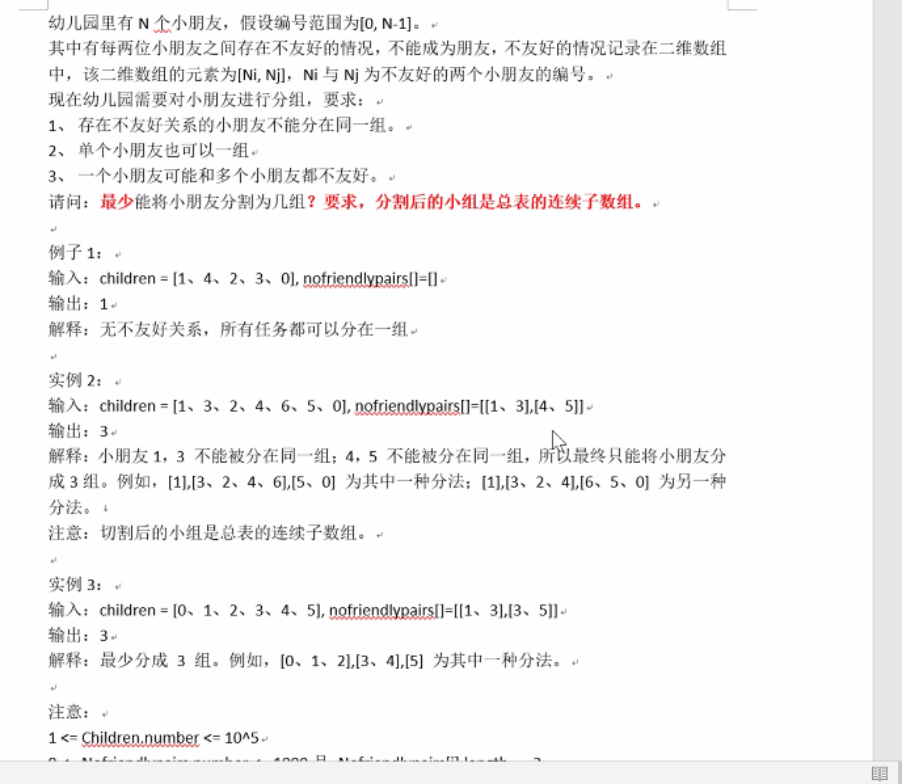 幼儿园里有 N 个小朋友，假设编号范围为[0, N-1]。
其中有每两位小朋友之间存在不友好的情况，不能成为朋友，不友好的情况记录在二维数组
中，该二维数组的元素为[Ni, Nj]，Ni 与 Nj 为不友好的两个小朋友的编号。
现在幼儿园需要对小朋友进行分组，要求：
1、 存在不友好关系的小朋友不能分在同一组。
2、 单个小朋友也可以一组
3、 一个小朋友可能和多个小朋友都不友好。
请问：最少能将小朋友分割为几组？要求，分割后的小组是总表的连续子数组。
例子 1：
输入：children = [1、4、2、3、0], nofriendlypairs[]=[]
输出：1
解释：无不友好关系，所有任务都可以分在一组
实例 2：
输入：children = [1、3、2、4、6、5、0], nofriendlypairs[]=[[1、3],[4、5]]
输出：3
解释：小朋友 1，3 不能被分在同一组；4，5 不能被分在同一组，所以最终只能将小朋友分
成 3 组。例如，[1],[3、2、4、6],[5、0] 为其中一种分法；[1],[3、2、4],[6、5、0] 为另一种
分法。
注意：切割后的小组是总表的连续子数组。
实例 3：
输入：children = [0、1、2、3、4、5], nofriendlypairs[]=[[1、3],[3、5]]
输出：3
解释：最少分成 3 组。例如，[0、1、2],[3、4],[5] 为其中一种分法。
注意：
1 <= Children.number <= 10^5